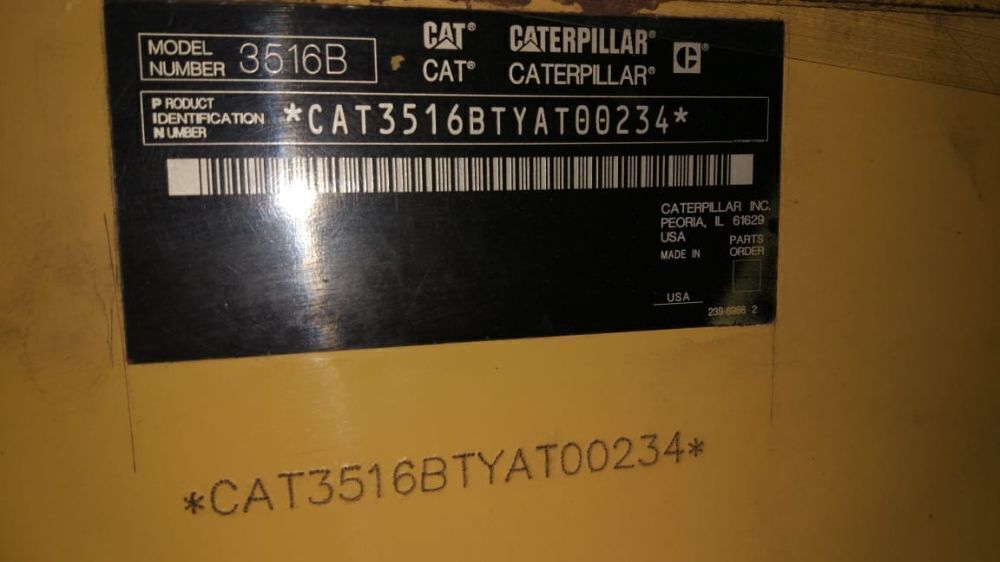 MODEL NUMBER 3516B
CAT® CATERPILLAR®
CAT® CATERPILLAR®
PRODUCT
IDENTIFICATION
NUMBER
*CAT3516BTYAT00234*
CATERPILLAR INC.
PEORIA, IL 61629
USA
MADE IN
PARTS
ORDER
USA
239-6986 2
*CAT3516BTYAT00234*